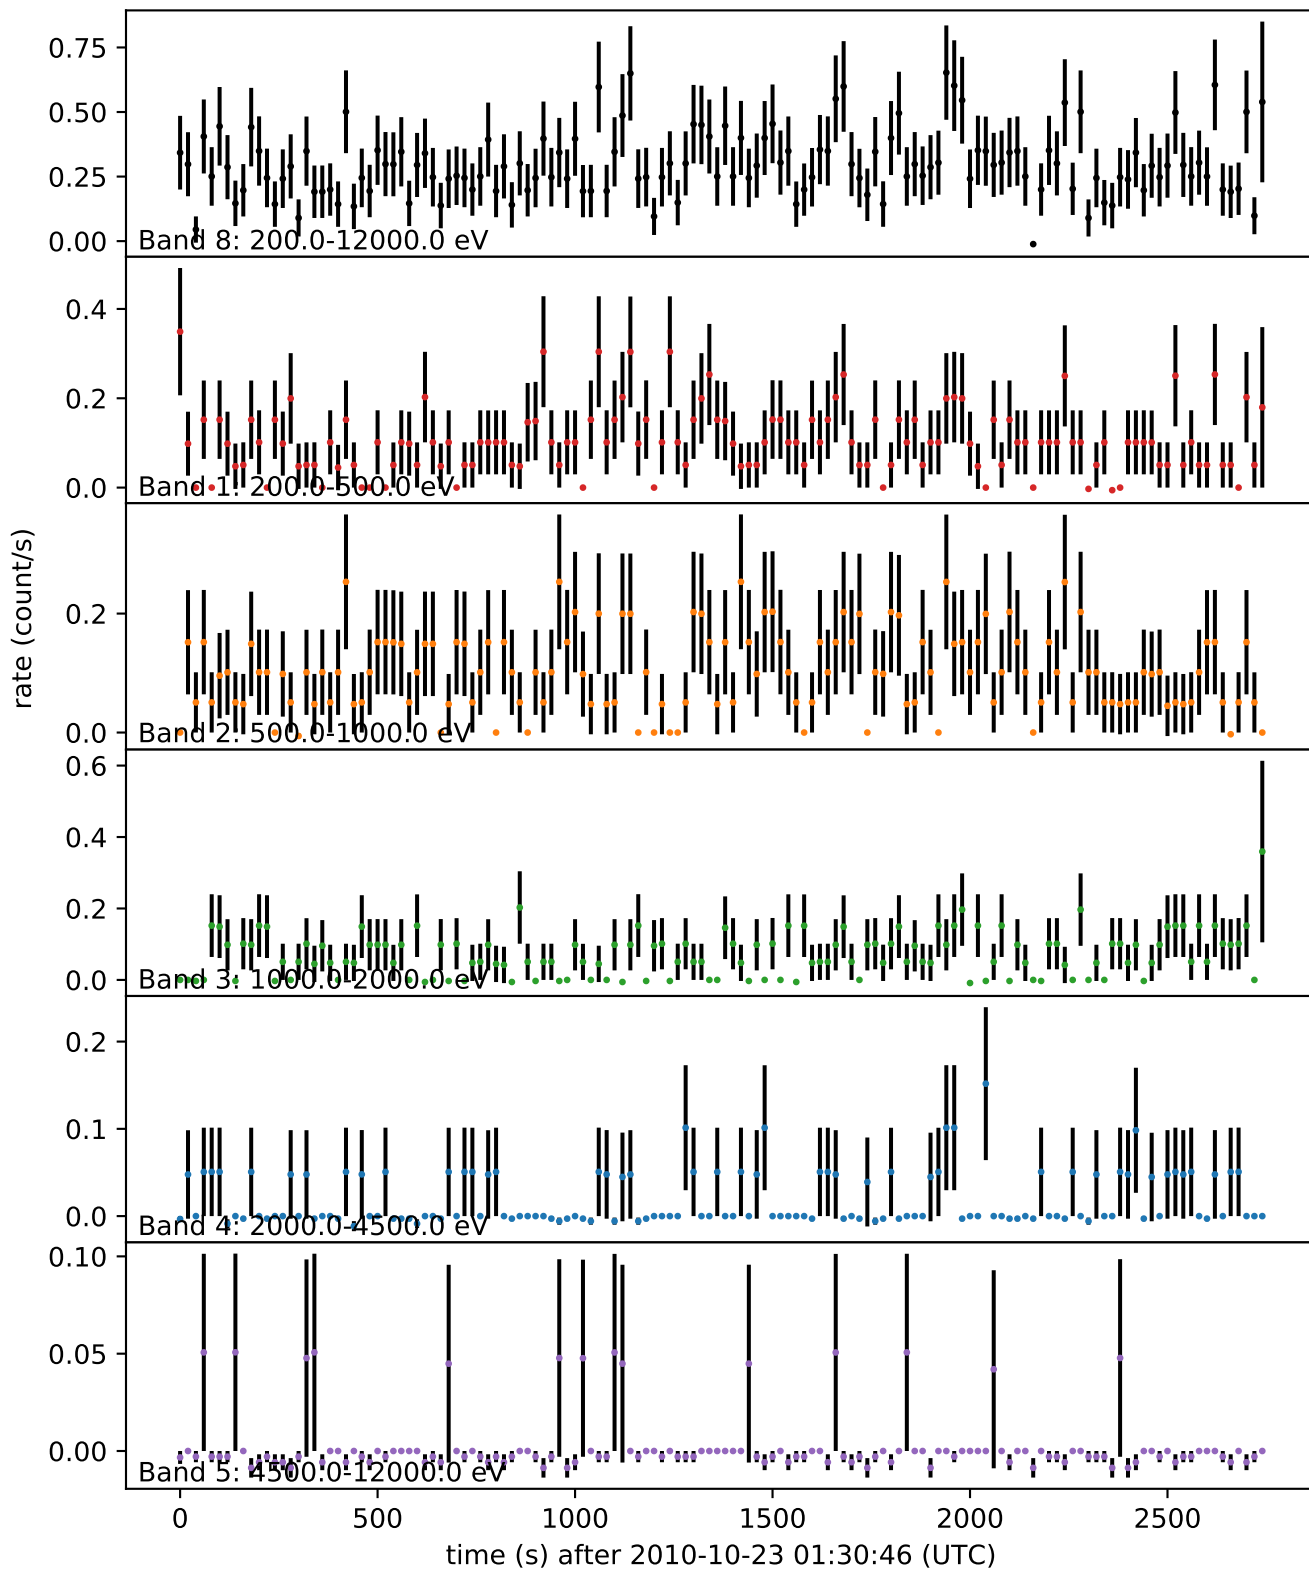 0.75
0.50
0.25
0.00
Band 8: 200.0-12000.0 eV
0.4
0.2
0.0
Band 1: 200.0-500.0 eV
rate (count/s)
0.2
0.0
Band 2: 500.0-1000.0 eV
0.6
0.4
0.2
0.0
Band 3: 1000.0-2000.0 eV
0.2
0.1
0.0
Band 4: 2000.0-4500.0 eV
0.10
0.05
0.00
Band 5: 4500.0-12000.0 eV
0 500 1000 1500 2000 2500
time (s) after 2010-10-23 01:30:46 (UTC)